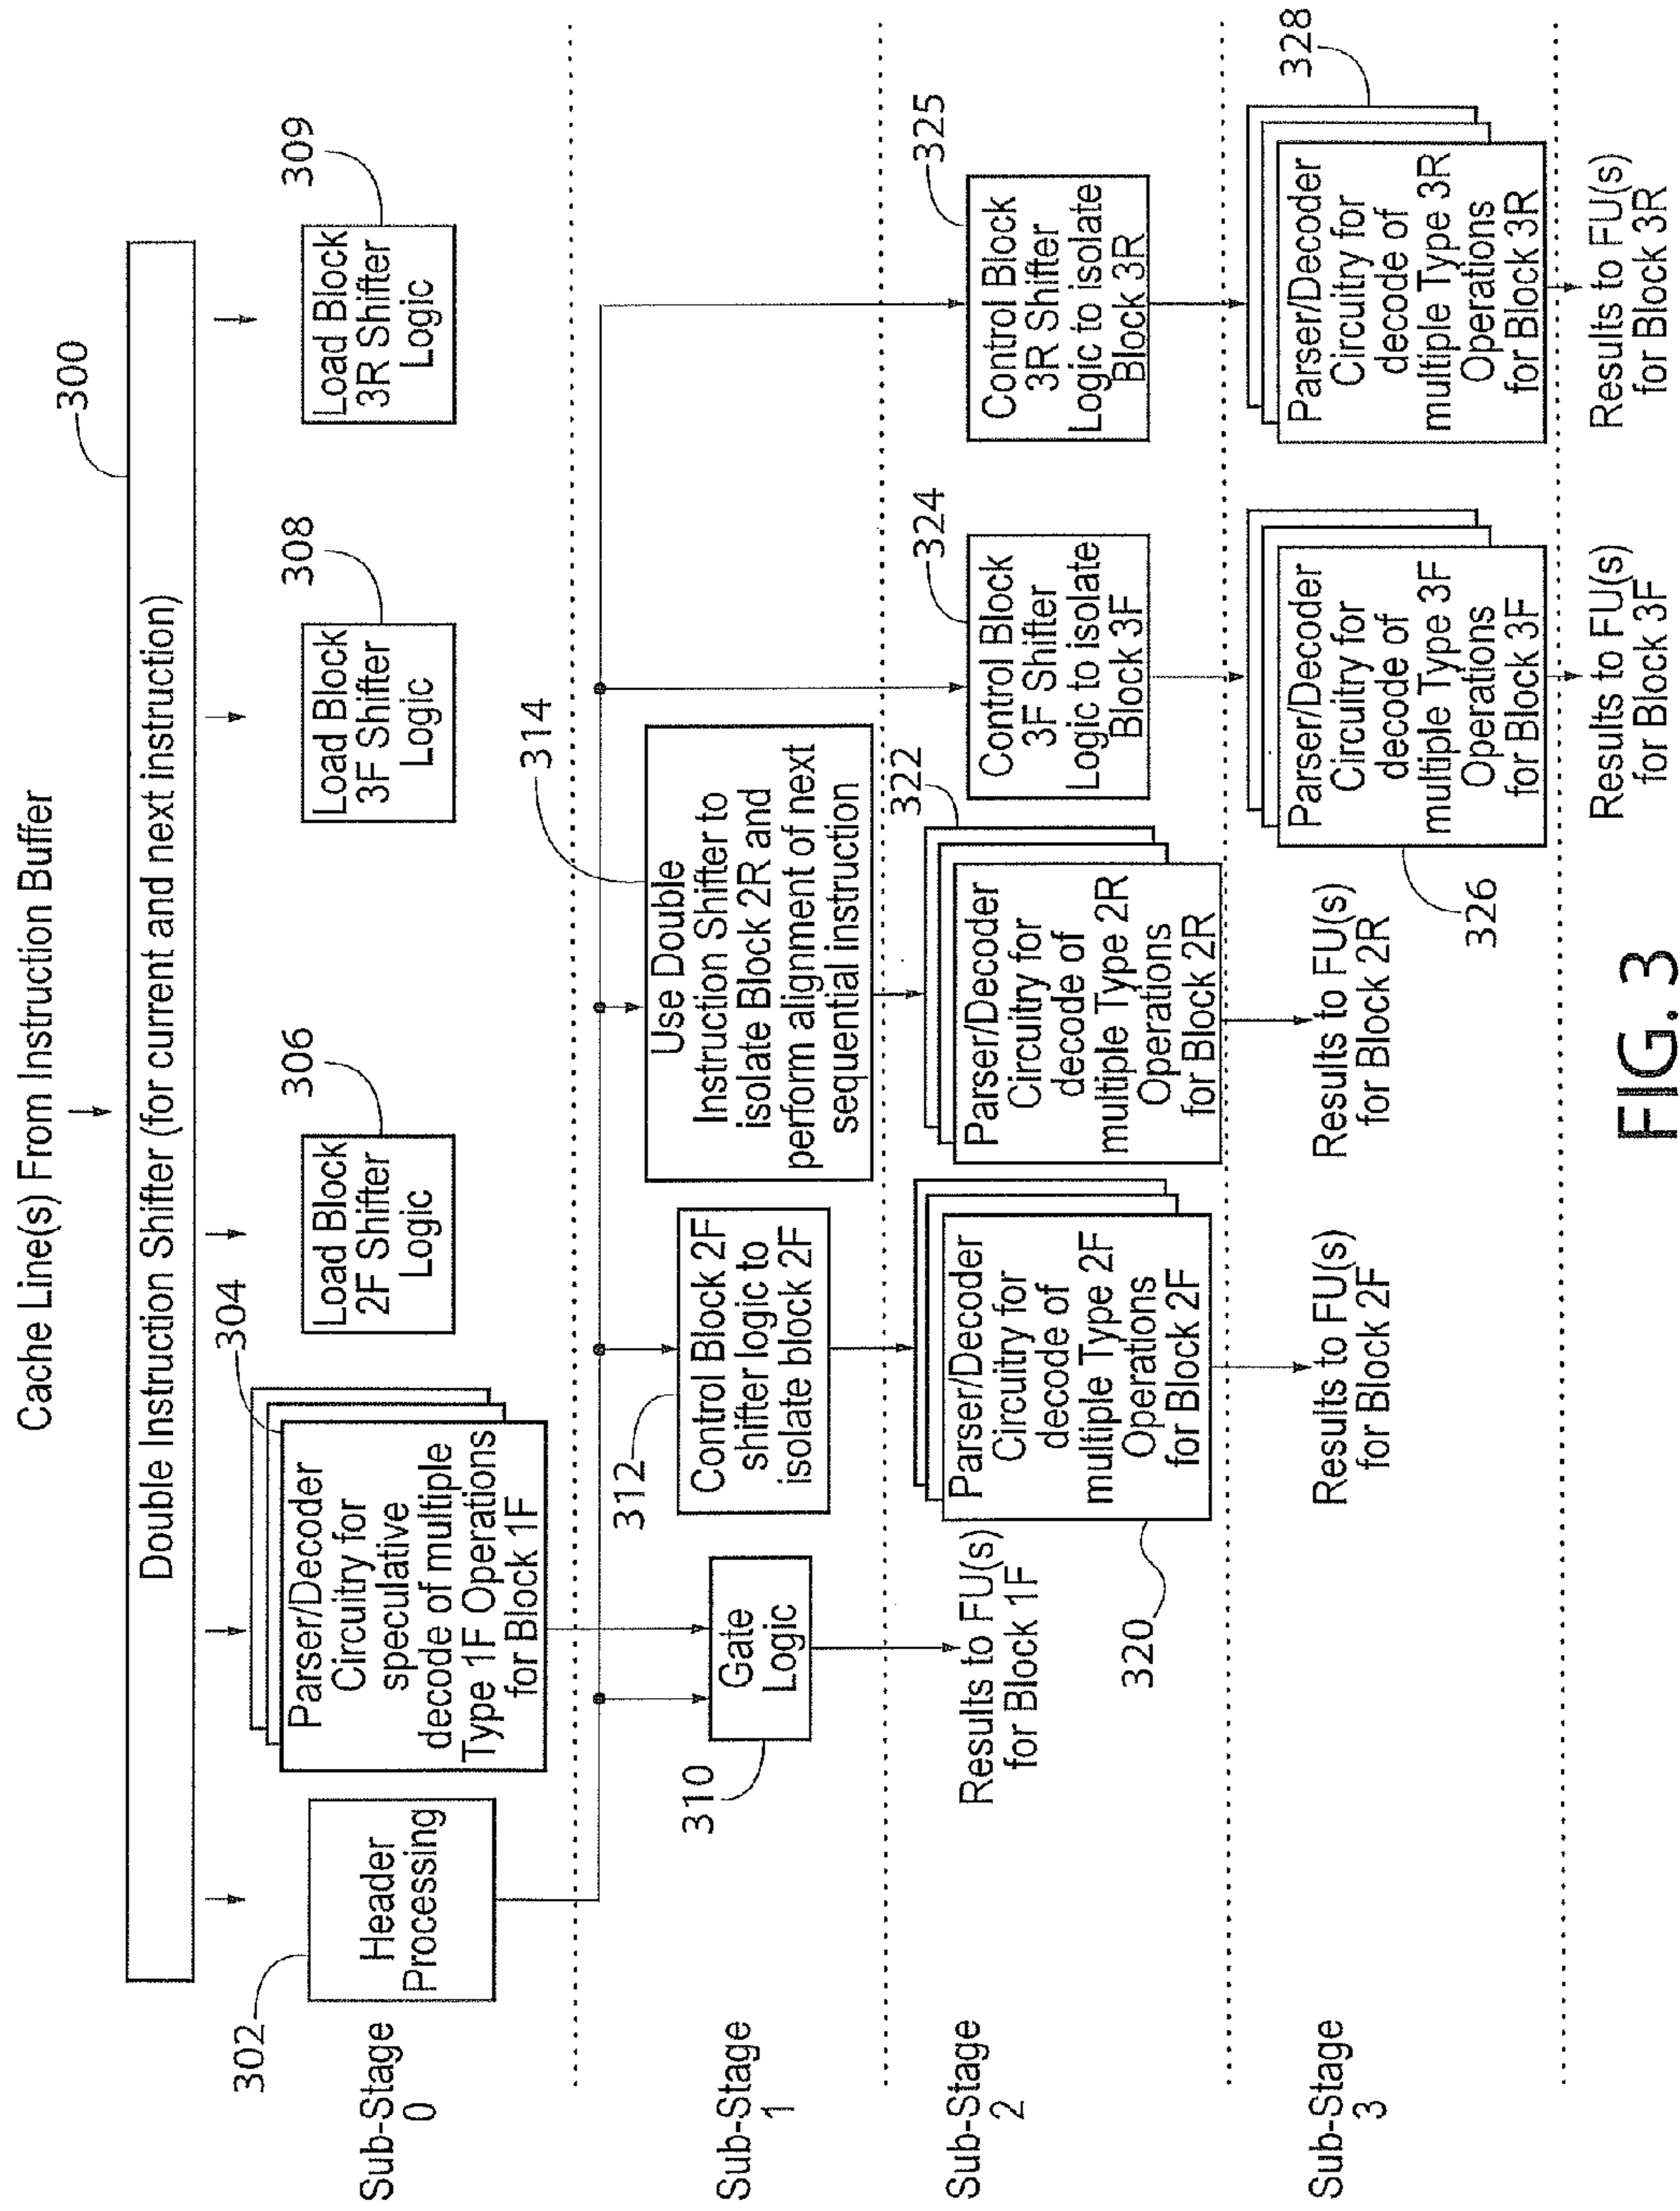 Cache Line(s) From Instruction Buffer
300
Double Instruction Shifter (for current and next instruction)
302
304
306
308
309
Sub-Stage
0
Header
Processing
Parser/Decoder
Circuitry for
speculative
decode of multiple
Type 1F Operations
for Block 1F
Load Block
2F Shifter
Logic
Load Block
3F Shifter
Logic
Load Block
3R Shifter
Logic
Sub-Stage
1
310
Gate
Logic
312
Control Block 2F
shifter logic to
isolate block 2F
314
Use Double
Instruction Shifter to
isolate Block 2R and
perform alignment of next
sequential instruction
Sub-Stage
2
Results to FU(s)
for Block 1F
320
Parser/Decoder
Circuitry for
decode of
multiple Type 2F
Operations
for Block 2F
322
Parser/Decoder
Circuitry for
decode of
multiple Type 2R
Operations
for Block 2R
324
Control Block
3F Shifter
Logic to isolate
Block 3F
325
Control Block
3R Shifter
Logic to isolate
Block 3R
Sub-Stage
3
Results to FU(s)
for Block 2F
Results to FU(s)
for Block 2R
326
Parser/Decoder
Circuitry for
decode of
multiple Type 3F
Operations
for Block 3F
328
Parser/Decoder
Circuitry for
decode of
multiple Type 3R
Operations
for Block 3R
Results to FU(s)
for Block 3F
Results to FU(s)
for Block 3R
FIG. 3